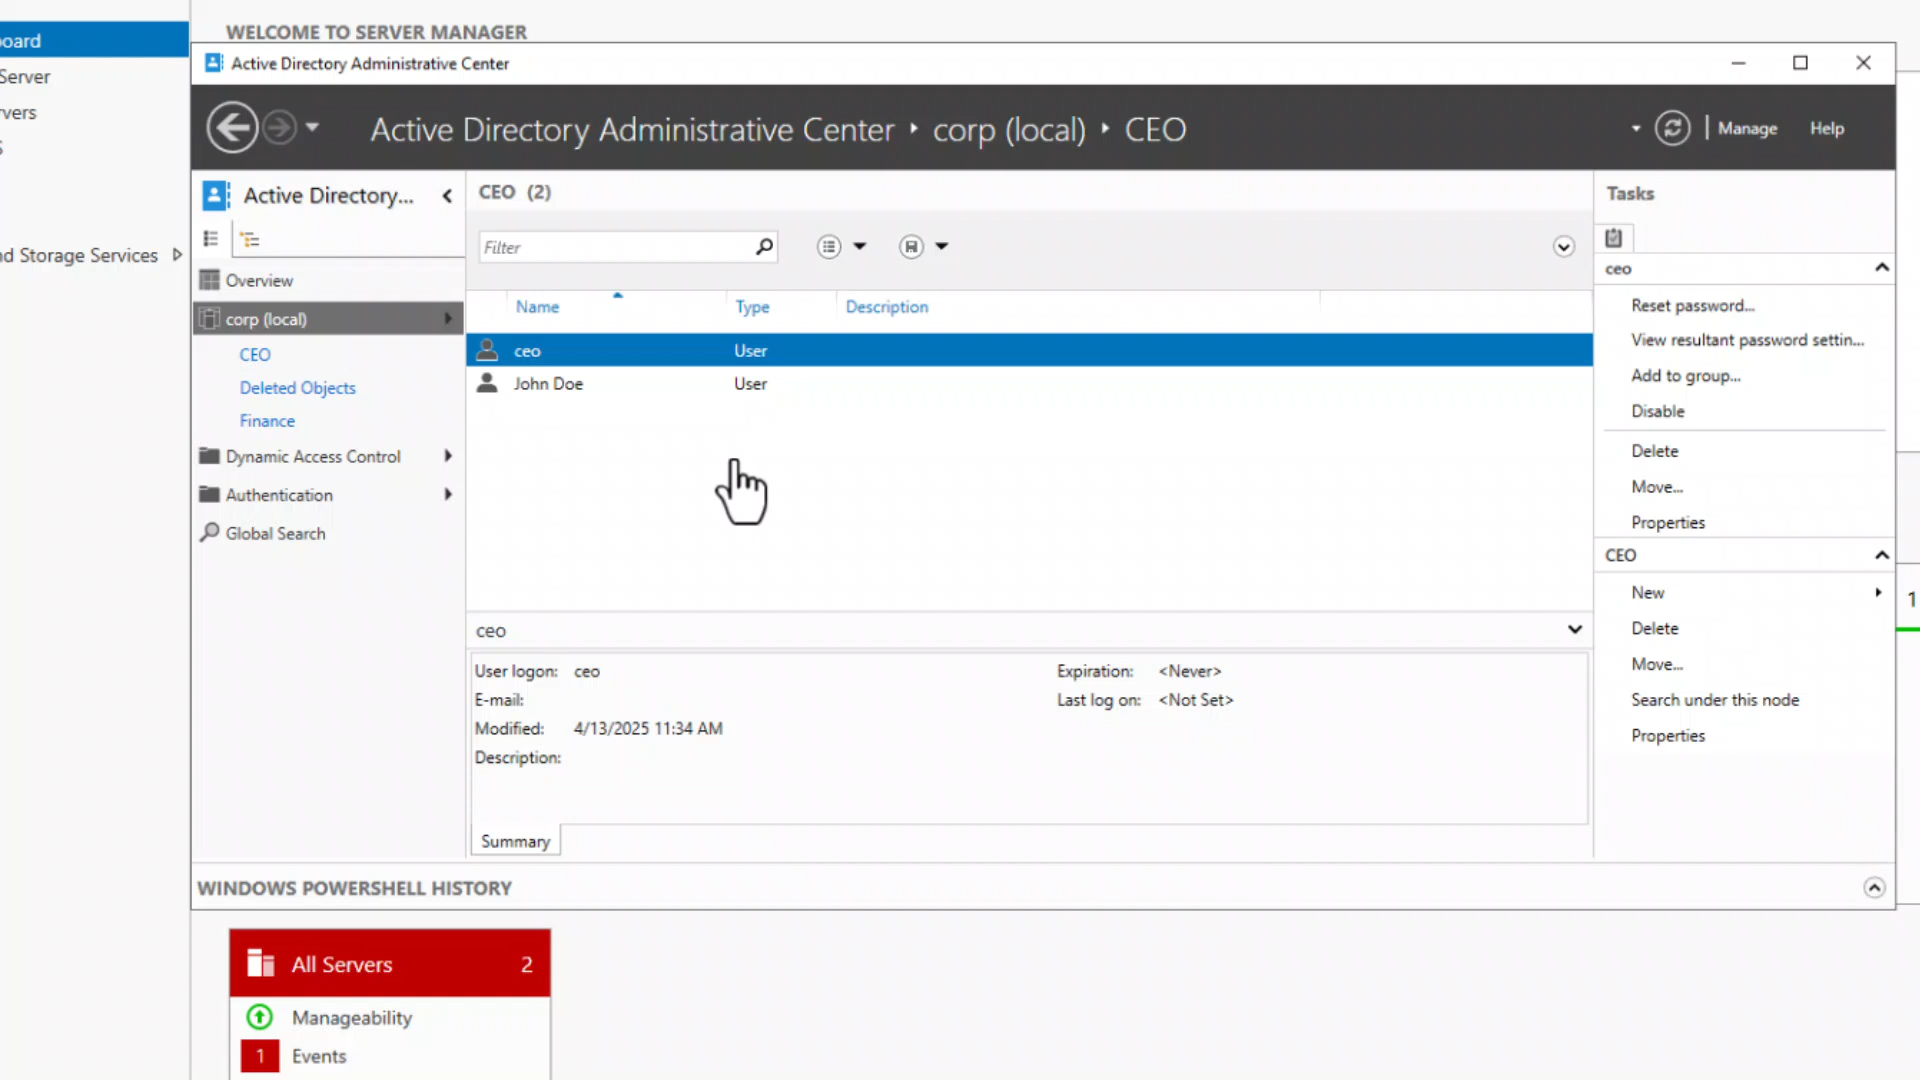 WELCOME TO SERVER MANAGER
oard
Server
rvers
S
nd Storage Services
Active Directory Administrative Center
Active Directory Administrative Center
corp (local)
CEO
Manage
Help
Active Directory...
Overview
corp (local)
CEO
Deleted Objects
Finance
Dynamic Access Control
Authentication
Global Search
CEO (2)
Filter
Name Type Description
ceo User
John Doe User
ceo
User logon: ceo
E-mail:
Modified: 4/13/2025 11:34 AM
Description:
Expiration: <Never>
Last log on: <Not Set>
Summary
Tasks
ceo
Reset password...
View resultant password settin...
Add to group...
Disable
Delete
Move...
Properties
CEO
New
Delete
Move...
Search under this node
Properties
1
WINDOWS POWERSHELL HISTORY
All Servers 2
Manageability
1 Events